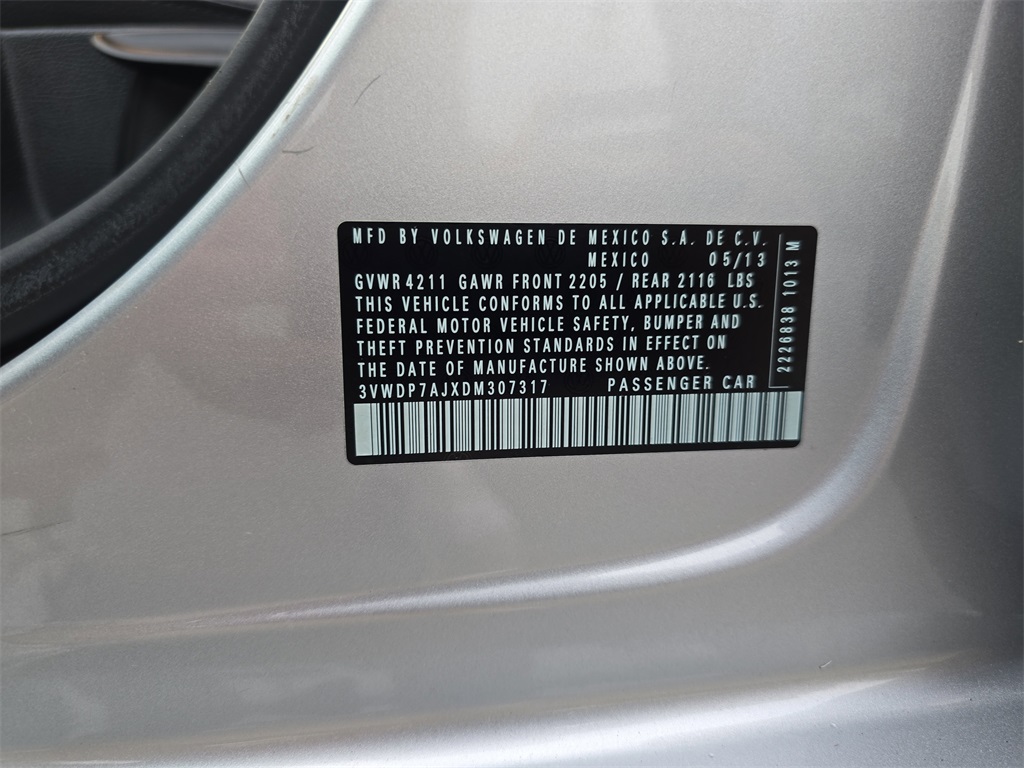 MFD BY VOLKSWAGEN DE MEXICO S.A. DE C.V.
MEXICO 05/13
GVWR 4211 GAWR FRONT 2205 / REAR 2116 LBS
THIS VEHICLE CONFORMS TO ALL APPLICABLE U.S.
FEDERAL MOTOR VEHICLE SAFETY, BUMPER AND
THEFT PREVENTION STANDARDS IN EFFECT ON
THE DATE OF MANUFACTURE SHOWN ABOVE.
3VWDP7AJXDM307317 PASSENGER CAR
2226838 1013 M